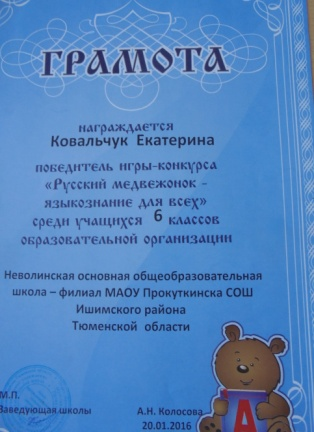 ГРАМОТА
награждается
Ковальчук Екатерина
победитель игры-конкурса
«Русский медвежонок -
языкознание для всех»
среди учащихся 6 классов
образовательной организации
Неволинская основная общеобразовательная
школа – филиал МАОУ Прокуткинска СОШ
Ишимского района
Тюменской области
М.П.
Заведующая школы А.Н. Колосова
20.01.2016
А